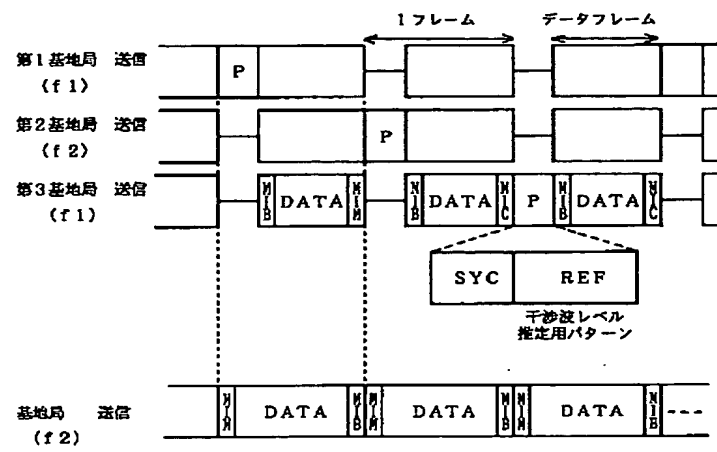 1フレーム データフレーム
第1基地局 送信 P
(f1)
第2基地局 送信 P
(f2)
第3基地局 送信 DATA DATA P DATA
(f1)
SYC REF
干渉波レベル
推定用パターン
基地局 送信 DATA DATA DATA
(f2)